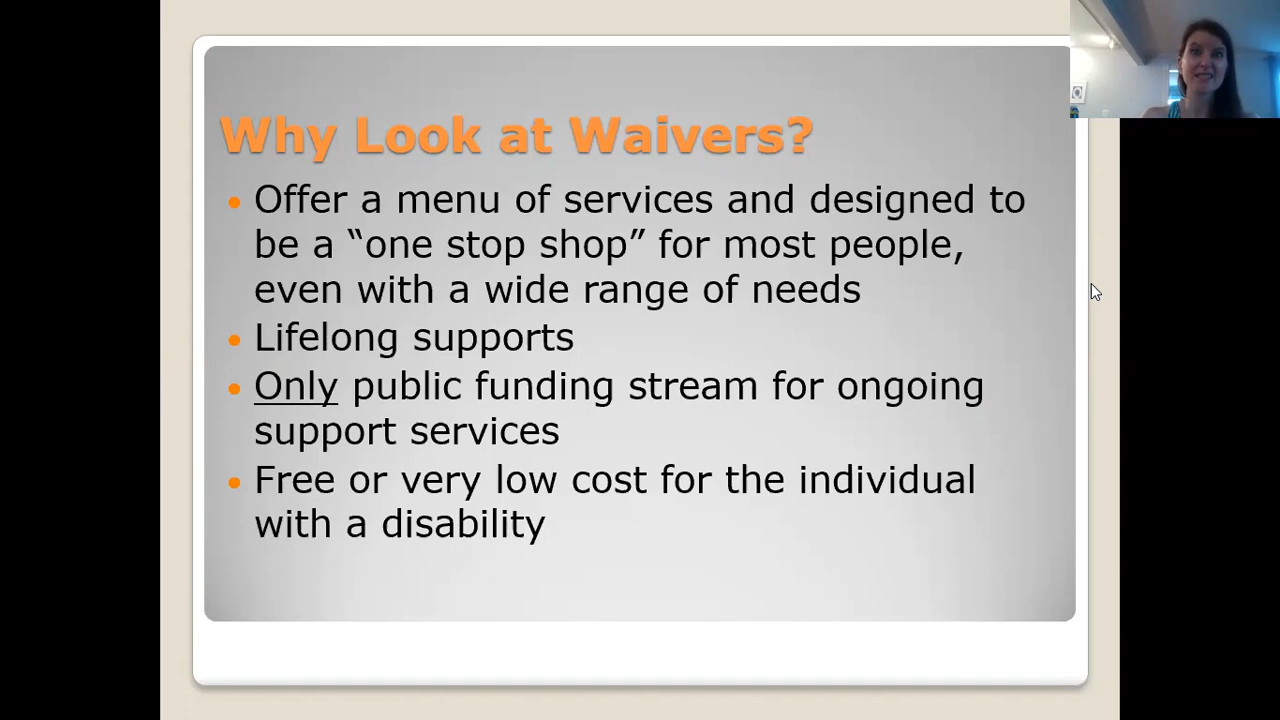 Why Look at Waivers?
• Offer a menu of services and designed to
be a “one stop shop” for most people,
even with a wide range of needs
• Lifelong supports
• Only public funding stream for ongoing
support services
• Free or very low cost for the individual
with a disability